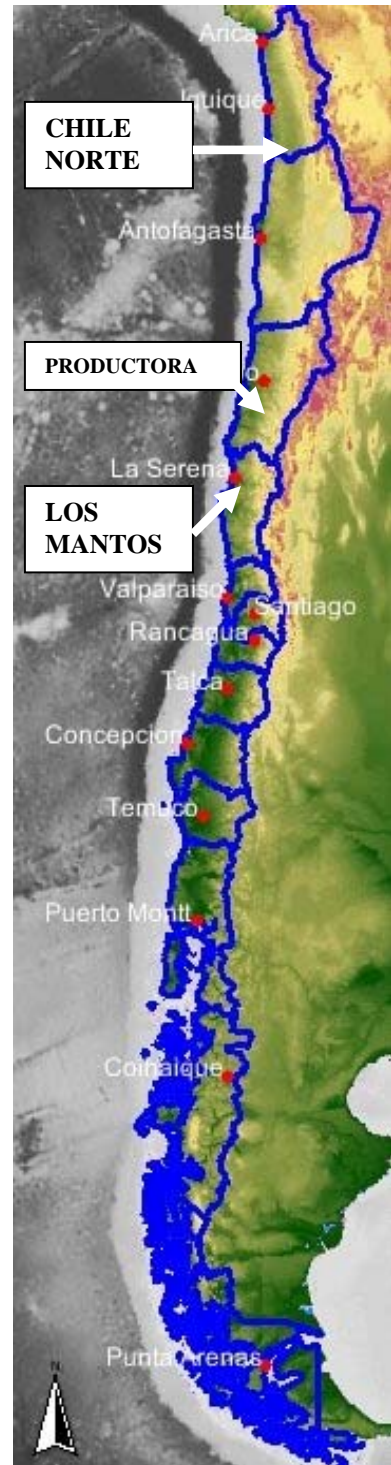 Arica
Iquique
CHILE
NORTE
Antofagasta
PRODUCTORA
o
La Serena
LOS
MANTOS
Valparaiso
Santiago
Rancagua
Talca
Concepcion
Temuco
Puerto Montt
Coihaique
Punta Arenas
N